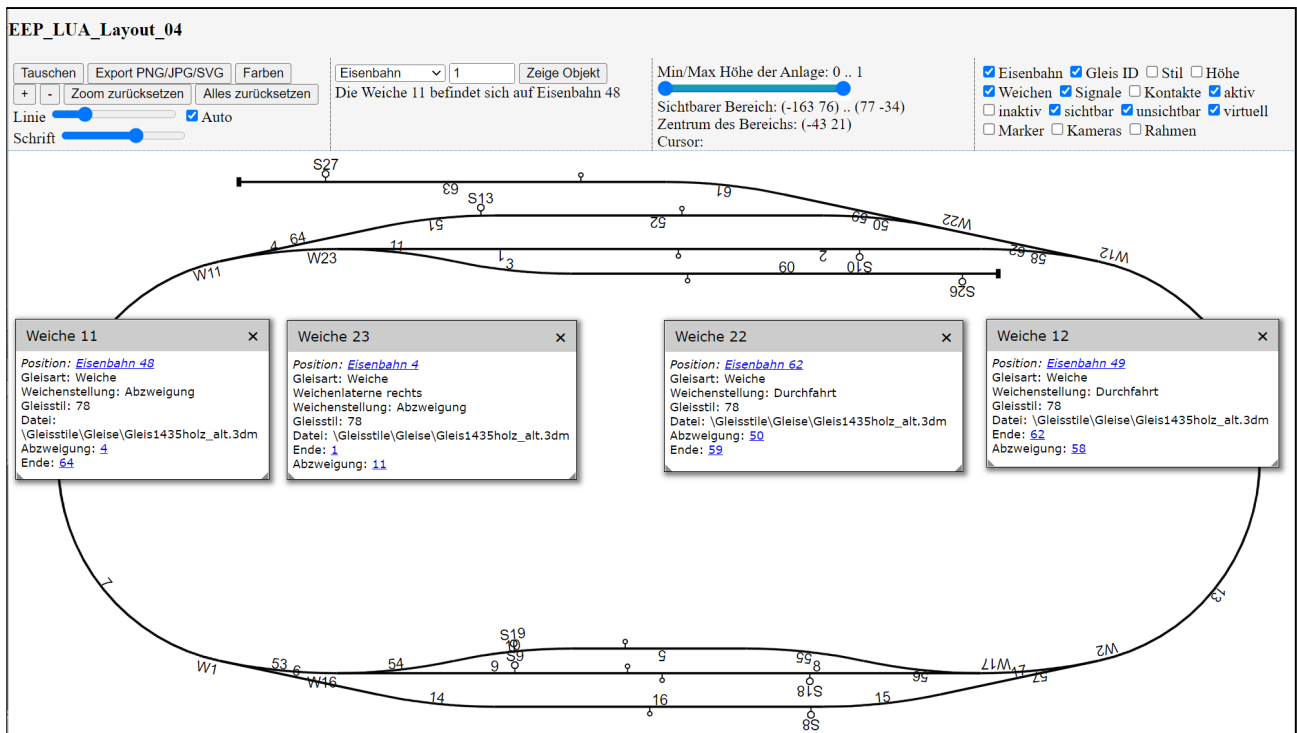 EEP_LUA_Layout_04
Tauschen Export PNG/JPG/SVG Farben
+ - Zoom zurücksetzen Alles zurücksetzen
Linie Auto
Schrift
Eisenbahn 1 Zeige Objekt
Die Weiche 11 befindet sich auf Eisenbahn 48
Min/Max Höhe der Anlage: 0 .. 1
Sichtbarer Bereich: (-163 76) .. (77 -34)
Zentrum des Bereichs: (-43 21)
Cursor:
Eisenbahn Gleis ID Stil Höhe
Weichen Signale Kontakte aktiv
inaktiv sichtbar unsichtbar virtuell
Marker Kameras Rahmen
S27
63
61
S13
51
52
59
50
W22
4
64
11
W23
W11
1
3
2
S10
60
S26
62
58
W12
Weiche 11 ×
Position: Eisenbahn 48
Gleisart: Weiche
Weichenstellung: Abzweigung
Gleisstil: 78
Datei:
\Gleisstile\Gleise\Gleis1435holz_alt.3dm
Abzweigung: 4
Ende: 64
Weiche 23 ×
Position: Eisenbahn 4
Gleisart: Weiche
Weichenlaterne rechts
Weichenstellung: Abzweigung
Gleisstil: 78
Datei: \Gleisstile\Gleise\Gleis1435holz_alt.3dm
Ende: 1
Abzweigung: 11
Weiche 22 ×
Position: Eisenbahn 62
Gleisart: Weiche
Weichenstellung: Durchfahrt
Gleisstil: 78
Datei: \Gleisstile\Gleise\Gleis1435holz_alt.3dm
Abzweigung: 50
Ende: 59
Weiche 12 ×
Position: Eisenbahn 49
Gleisart: Weiche
Weichenstellung: Durchfahrt
Gleisstil: 78
Datei: \Gleisstile\Gleise\Gleis1435holz_alt.3dm
Ende: 62
Abzweigung: 58
7
13
W1
53
6
W16
54
S19
10
S9
9
5
55
8
S18
56
W17
57
W2
14
16
15
S8